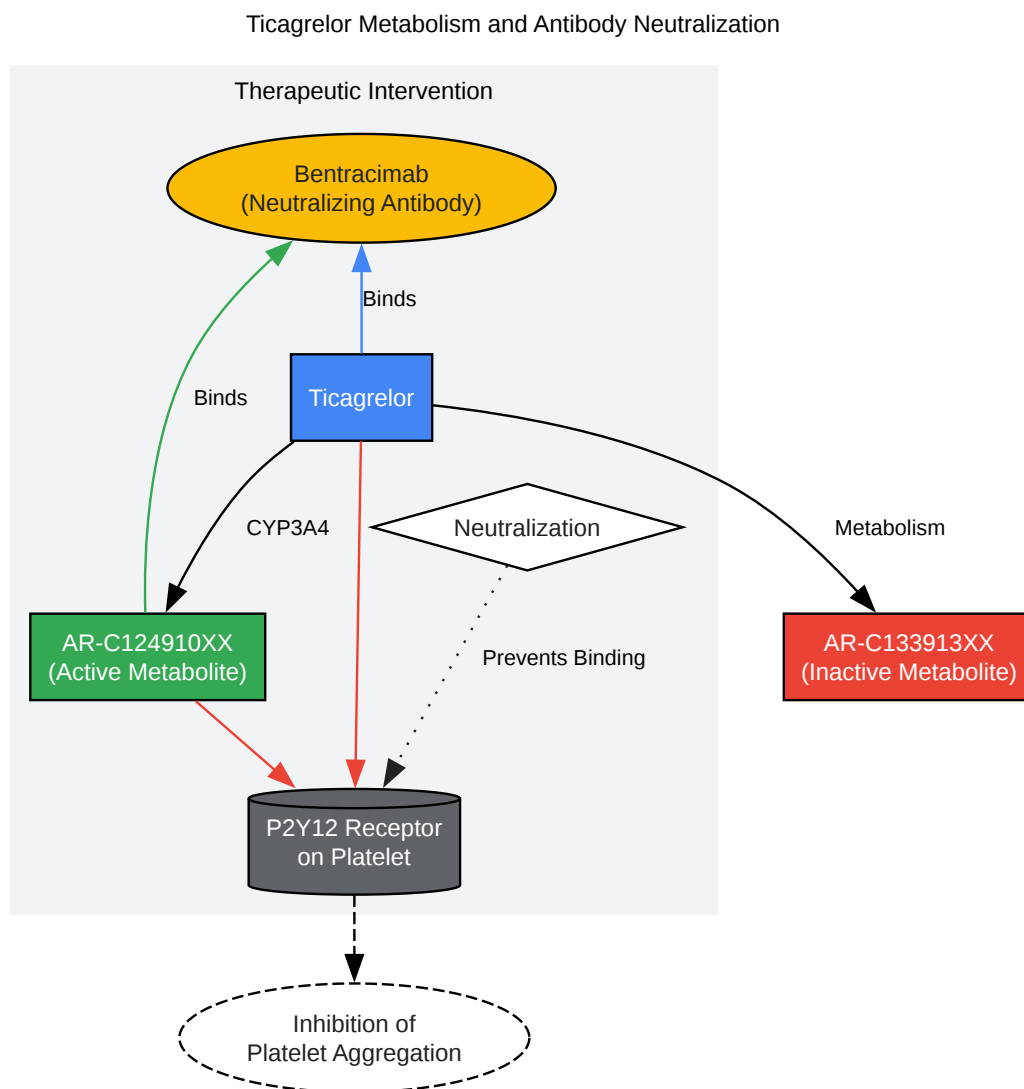 Ticagrelor Metabolism and Antibody Neutralization
Therapeutic Intervention
Bentracimab
(Neutralizing Antibody)
Binds
Binds
Ticagrelor
CYP3A4
Neutralization
Metabolism
AR-C124910XX
(Active Metabolite)
Prevents Binding
AR-C133913XX
(Inactive Metabolite)
P2Y12 Receptor
on Platelet
Inhibition of
Platelet Aggregation